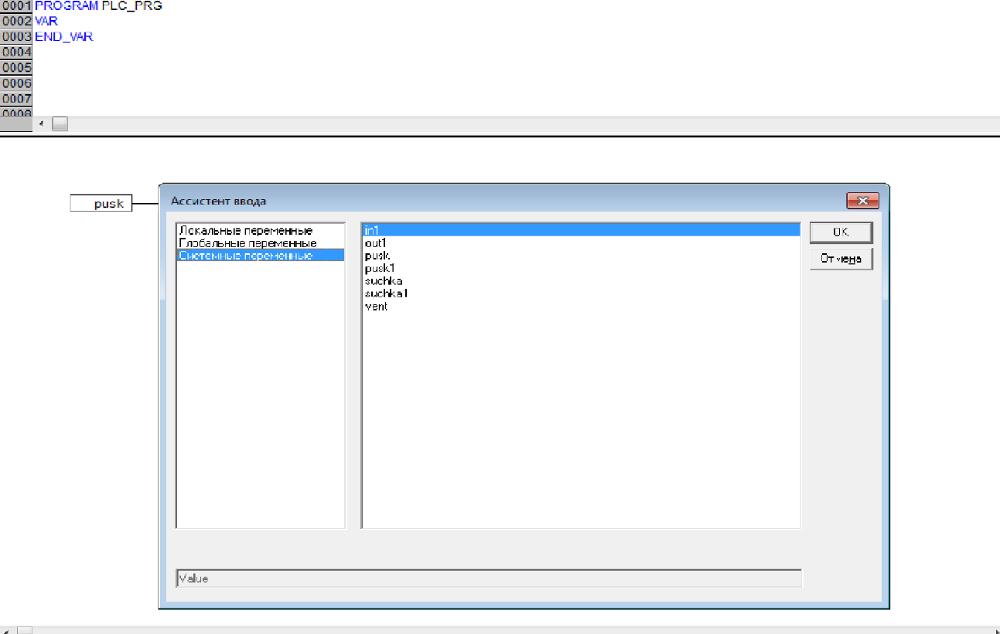 0001 PROGRAM PLC_PRG
0002 VAR
0003 END_VAR
0004
0005
0006
0007
0008
pusk
Ассистент ввода
Локальные переменные
Глобальные переменные
Системные переменные
in1
out1
pusk
pusk1
suchka
suchka1
vent
OK
Отмена
Value